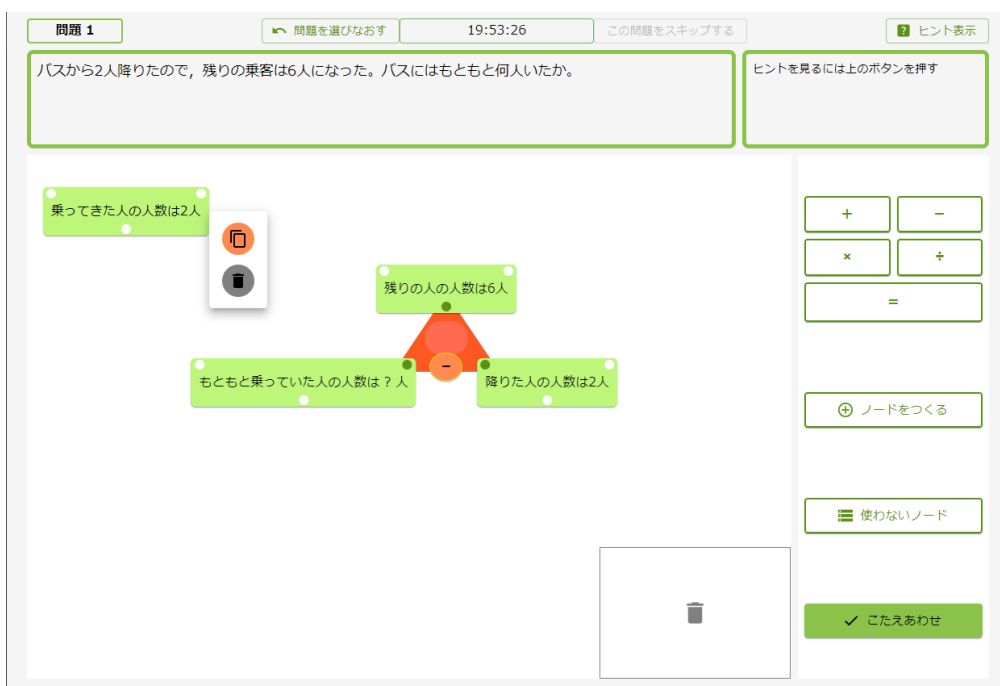 問題 1
問題を選びなおす
19:53:26
この問題をスキップする
? ヒント表示
バスから2人降りたので，残りの乗客は6人になった。バスにはもともと何人いたか。
ヒントを見るには上のボタンを押す
乗ってきた人の人数は2人
残りの人の人数は6人
−
もともと乗っていた人の人数は？人
降りた人の人数は2人
+
−
×
÷
=
ノードをつくる
使わないノード
こたえあわせ